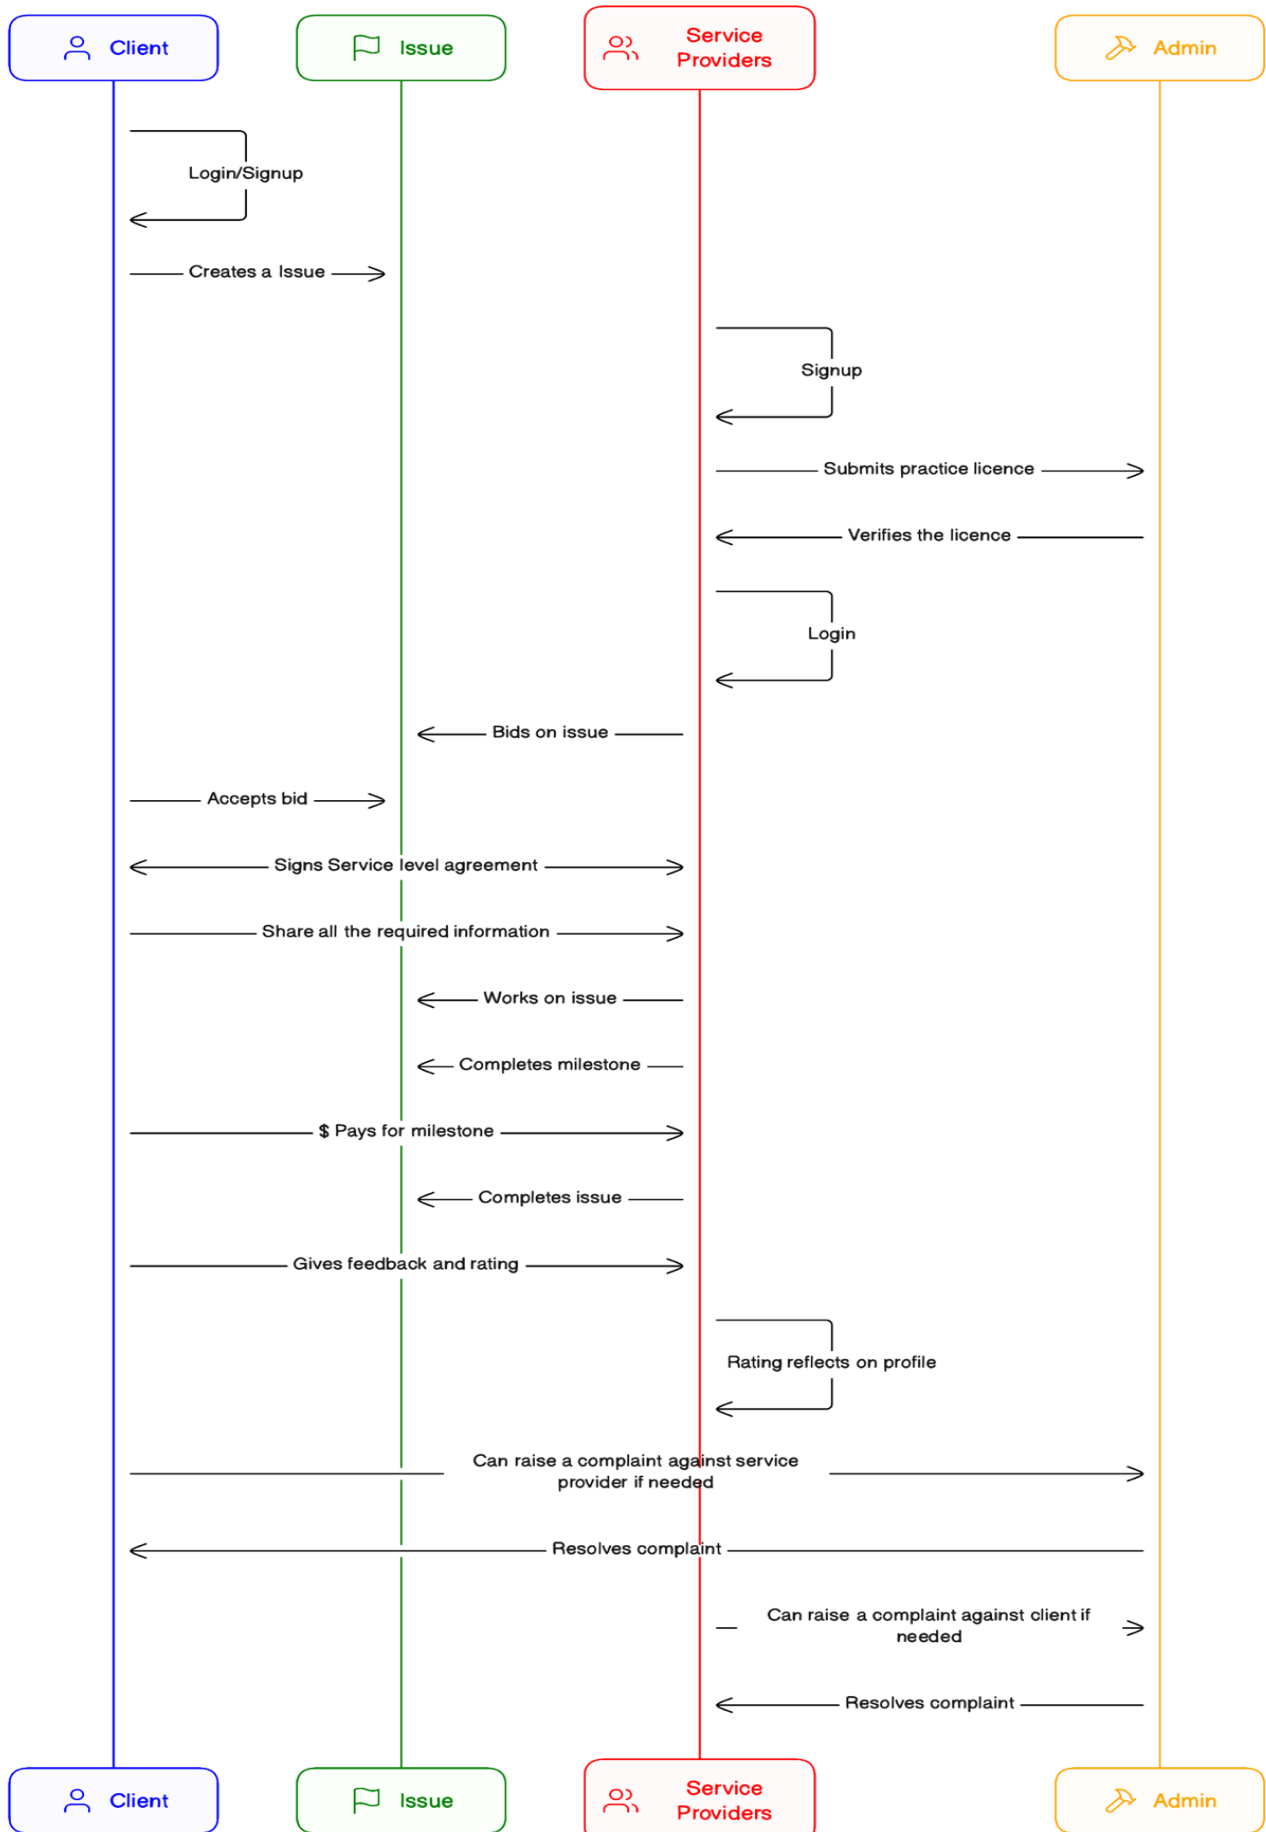 Client
Issue
Service
Providers
Admin
Login/Signup
Creates a Issue
Signup
Submits practice licence
Verifies the licence
Login
Bids on issue
Accepts bid
Signs Service level agreement
Share all the required information
Works on issue
Completes milestone
$ Pays for milestone
Completes issue
Gives feedback and rating
Rating reflects on profile
Can raise a complaint against service
provider if needed
Resolves complaint
Can raise a complaint against client if
needed
Resolves complaint
Client
Issue
Service
Providers
Admin